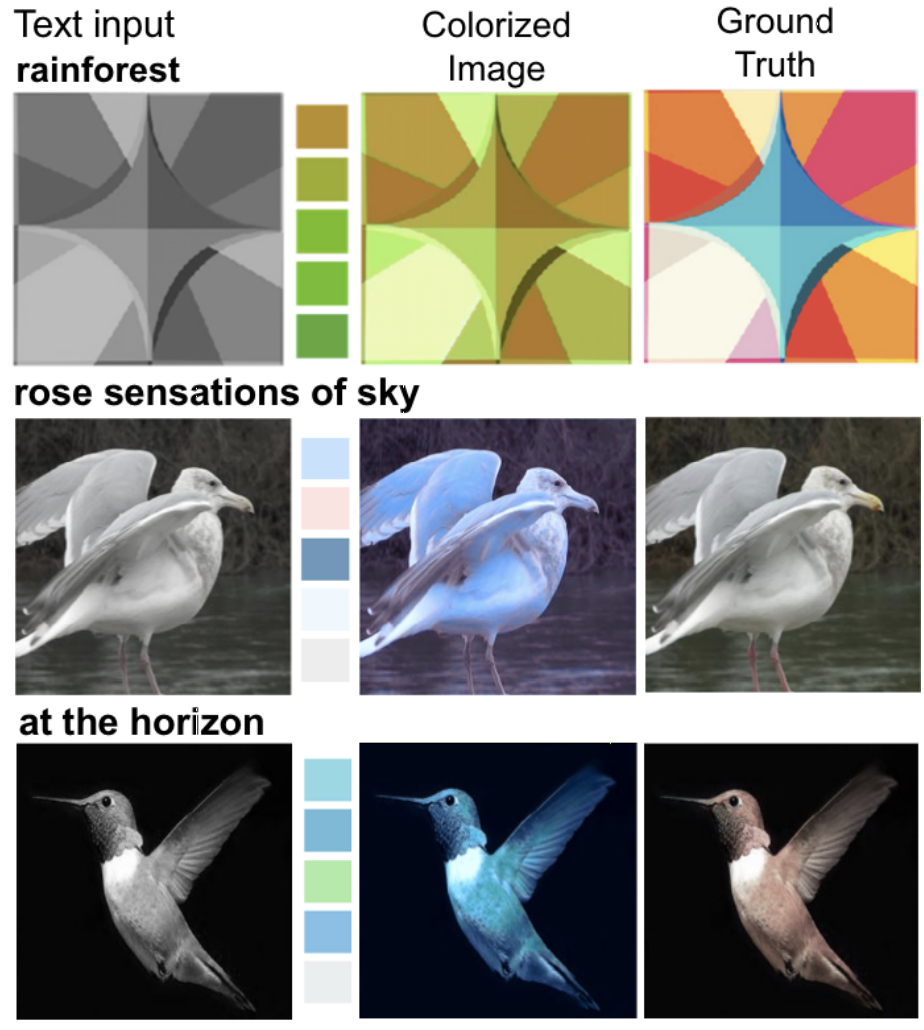 Text input
Colorized
Image
Ground
Truth
rainforest
rose sensations of sky
at the horizon